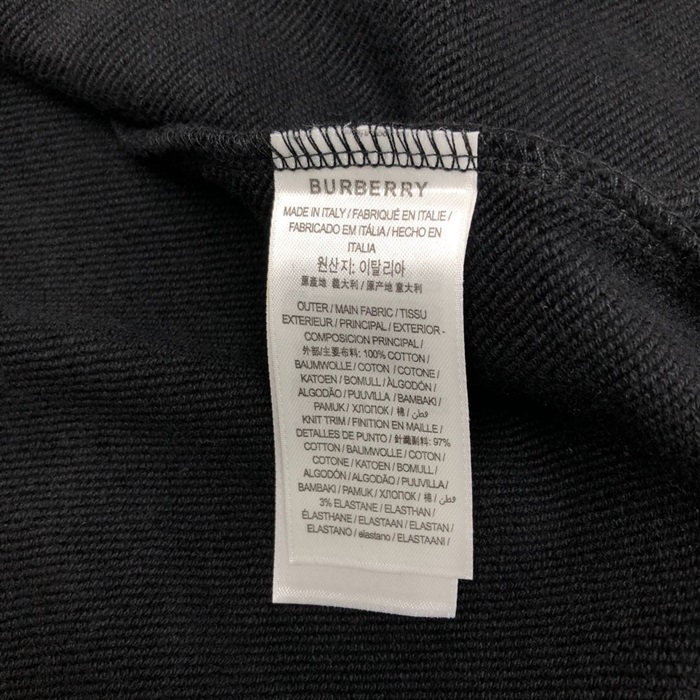 BURBERRY
MADE IN ITALY / FABRIQUÉ EN ITALIE /
FABRICADO EM ITÁLIA / HECHO EN
ITALIA
원산지: 이탈리아
原產地 義大利 / 原产地 意大利
OUTER / MAIN FABRIC / TISSU
EXTERIEUR / PRINCIPAL / EXTERIOR -
COMPOSICION PRINCIPAL /
外部/主要布料: 100% COTTON /
BAUMWOLLE / COTON / COTONE /
KATOEN / BOMULL / ÀLGODÓN /
ALGODÃO / PUUVILLA / BAMBAKI /
PAMUK / ХЛОПОК / 棉 / قطن /
KNIT TRIM / FINITION EN MAILLE /
DETALLES DE PUNTO / 針織副料: 97%
COTTON / BAUMWOLLE / COTON /
COTONE / KATOEN / BOMULL /
ALGODÓN / ALGODÃO / PUUVILLA /
BAMBAKI / PAMUK / ХЛОПОК / 棉 / قطن /
3% ELASTANE / ELASTHAN /
ÉLASTHANE / ELASTAAN / ELASTAN /
ELASTANO / elastano / ELASTAANI /